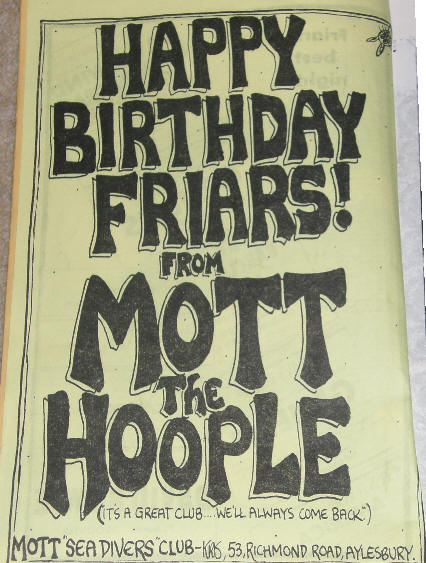 HAPPY
BIRTHDAY
FRIARS!
FROM
MOTT
THE
HOOPLE
(IT'S A GREAT CLUB....WE'LL ALWAYS COME BACK")
MOTT "SEA DIVERS" CLUB-KRIS, 53, RICHMOND ROAD, AYLESBURY.